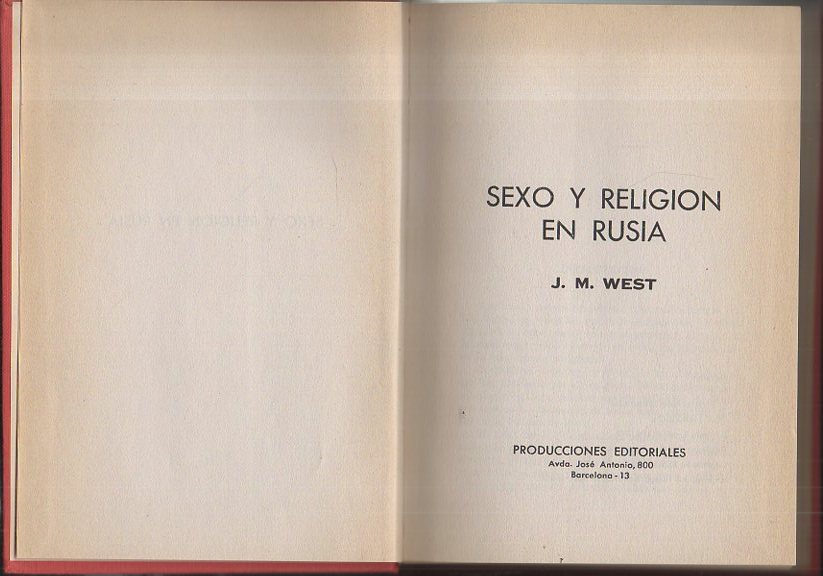 SEXO Y RELIGION
EN RUSIA
J. M. WEST
PRODUCCIONES EDITORIALES
Avda. José Antonio, 800
Barcelona - 13